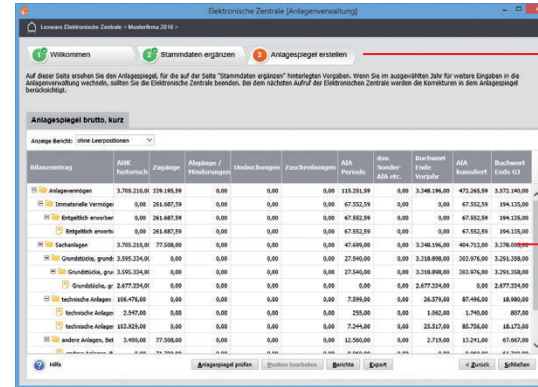 Elektronische Zentrale [Anlagenverwaltung]
Lexware Elektronische Zentrale - Musterfirma 2016 >
1 Willkommen 2 Stammdaten ergänzen 3 Anlagespiegel erstellen
Auf dieser Seite ersehen Sie den Anlagespiegel, für die auf der Seite "Stammdaten ergänzen" hinterlegten Vorgaben. Wenn Sie im ausgewählten Jahr für weitere Eingaben in die
Anlagenverwaltung wechseln, sollten Sie die Elektronische Zentrale beenden. Bei dem nächsten Aufruf der Elektronischen Zentrale werden die Korrekturen in dem Anlagespiegel
berücksichtigt.
Anlagespiegel brutto, kurz
Anzeige Bericht: ohne Leerpositionen
Bilanzeintrag AHK historisch Zugänge Abgänge / Minderungen Umbuchungen Zuschreibungen AfA Periode dav. Sonder-AfA etc. Buchwert Ende Vorjahr AfA kumuliert Buchwert Ende GJ
Anlagevermögen 3.705.210,00 339.195,59 0,00 0,00 0,00 115.251,59 0,00 3.348.196,00 472.265,59 3.572.140,00
Immaterielle Vermögen 0,00 261.687,59 0,00 0,00 0,00 67.552,59 0,00 0,00 67.552,59 194.135,00
Entgeltlich erworben 0,00 261.687,59 0,00 0,00 0,00 67.552,59 0,00 0,00 67.552,59 194.135,00
Entgeltlich erworb 0,00 261.687,59 0,00 0,00 0,00 67.552,59 0,00 0,00 67.552,59 194.135,00
Sachanlagen 3.705.210,00 77.508,00 0,00 0,00 0,00 47.699,00 0,00 3.348.196,00 404.713,00 3.378.005,00
Grundstücke, grunds 3.595.334,00 0,00 0,00 0,00 0,00 27.540,00 0,00 3.318.898,00 303.976,00 3.291.358,00
Grundstücke, gru 3.595.334,00 0,00 0,00 0,00 0,00 27.540,00 0,00 3.318.898,00 303.976,00 3.291.358,00
Grundstücke, gr 2.677.334,00 0,00 0,00 0,00 0,00 0,00 0,00 2.677.334,00 0,00 2.677.334,00
technische Anlagen 106.476,00 0,00 0,00 0,00 0,00 7.599,00 0,00 26.579,00 87.496,00 18.980,00
technische Anlage 2.547,00 0,00 0,00 0,00 0,00 255,00 0,00 1.062,00 1.740,00 807,00
technische Anlage 103.929,00 0,00 0,00 0,00 0,00 7.344,00 0,00 25.517,00 85.756,00 18.173,00
andere Anlagen, Bet 3.400,00 77.508,00 0,00 0,00 0,00 12.560,00 0,00 2.719,00 13.241,00 67.667,00
Hilfe Anlagespiegel prüfen Position bearbeiten Berichte Export < Zurück Schließen